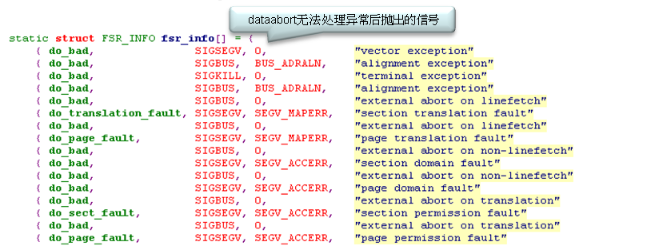 dataabort无法处理异常后抛出的信号
static struct FSR_INFO fsr_info[] = {
{ do_bad, SIGSEGV, 0, "vector exception"
{ do_bad, SIGBUS, BUS_ADRALN, "alignment exception"
{ do_bad, SIGKILL, 0, "terminal exception"
{ do_bad, SIGBUS, BUS_ADRALN, "alignment exception"
{ do_bad, SIGBUS, 0, "external abort on linefetch"
{ do_translation_fault, SIGSEGV, SEGV_MAPERR, "section translation fault"
{ do_bad, SIGBUS, 0, "external abort on linefetch"
{ do_page_fault, SIGSEGV, SEGV_MAPERR, "page translation fault"
{ do_bad, SIGBUS, 0, "external abort on non-linefetch"
{ do_bad, SIGSEGV, SEGV_ACCERR, "section domain fault"
{ do_bad, SIGBUS, 0, "external abort on non-linefetch"
{ do_bad, SIGSEGV, SEGV_ACCERR, "page domain fault"
{ do_bad, SIGBUS, 0, "external abort on translation"
{ do_sect_fault, SIGSEGV, SEGV_ACCERR, "section permission fault"
{ do_bad, SIGBUS, 0, "external abort on translation"
{ do_page_fault, SIGSEGV, SEGV_ACCERR, "page permission fault"